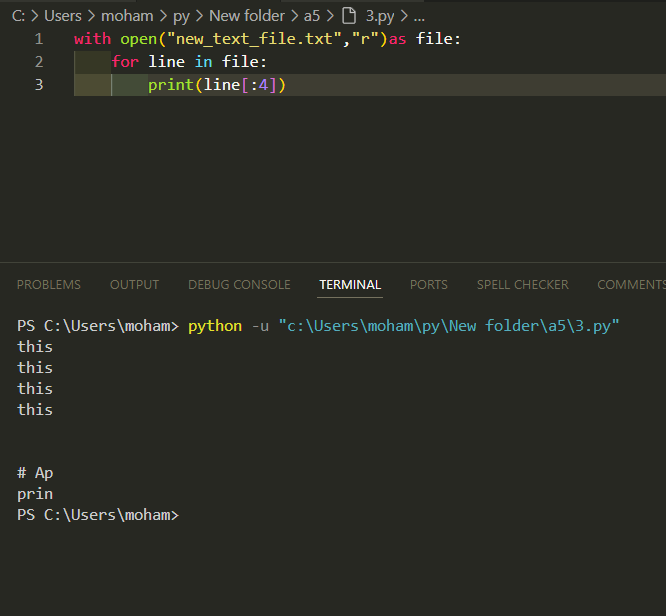 C: > Users > moham > py > New folder > a5 > 3.py > ...
1 with open("new_text_file.txt","r")as file:
2 for line in file:
3 print(line[:4])
PROBLEMS OUTPUT DEBUG CONSOLE TERMINAL PORTS SPELL CHECKER COMMENTS
PS C:\Users\moham> python -u "c:\Users\moham\py\New folder\a5\3.py"
this
this
this
this
# Ap
prin
PS C:\Users\moham>